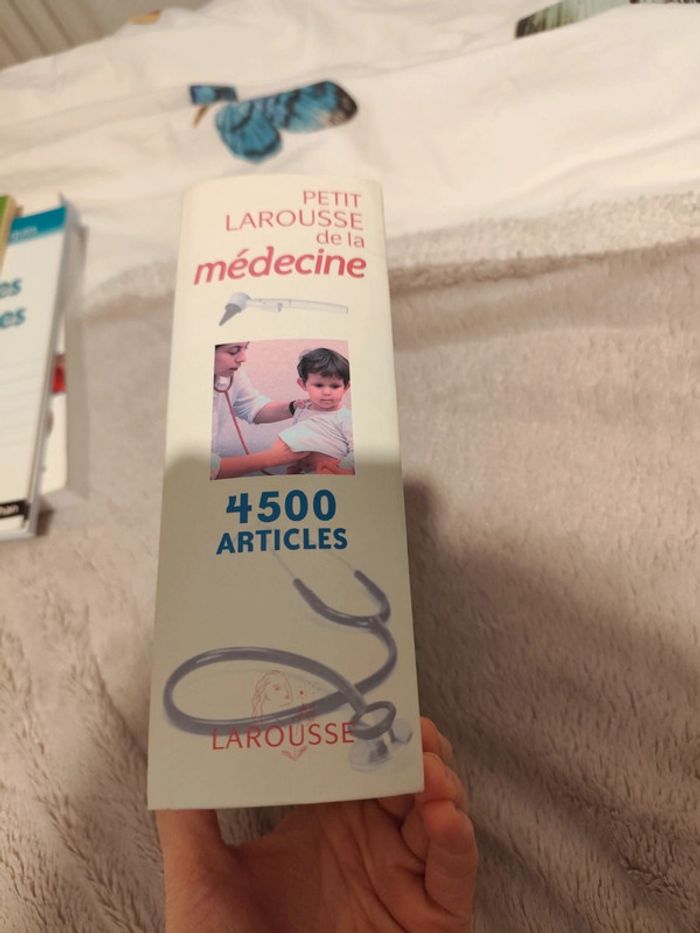 PETIT
LAROUSSE
de la
médecine
4500
ARTICLES
LAROUSSE